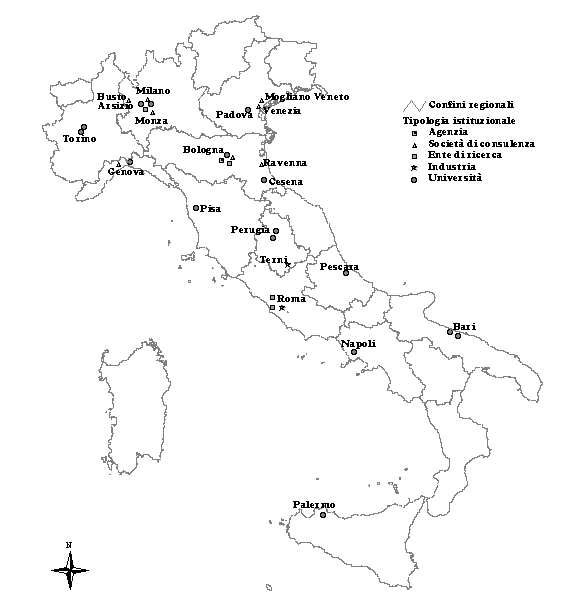 Busto
Arsizio
Milano
Monza
Mogliano Veneto
Padova
Venezia
Torino
Genova
Bologna
Ravenna
Cesena
Pisa
Perugia
Terni
Pescara
Roma
Napoli
Bari
Palermo
Confini regionali
Tipologia istituzionale
Agenzia
Società di consulenza
Ente di ricerca
Industria
Università
N